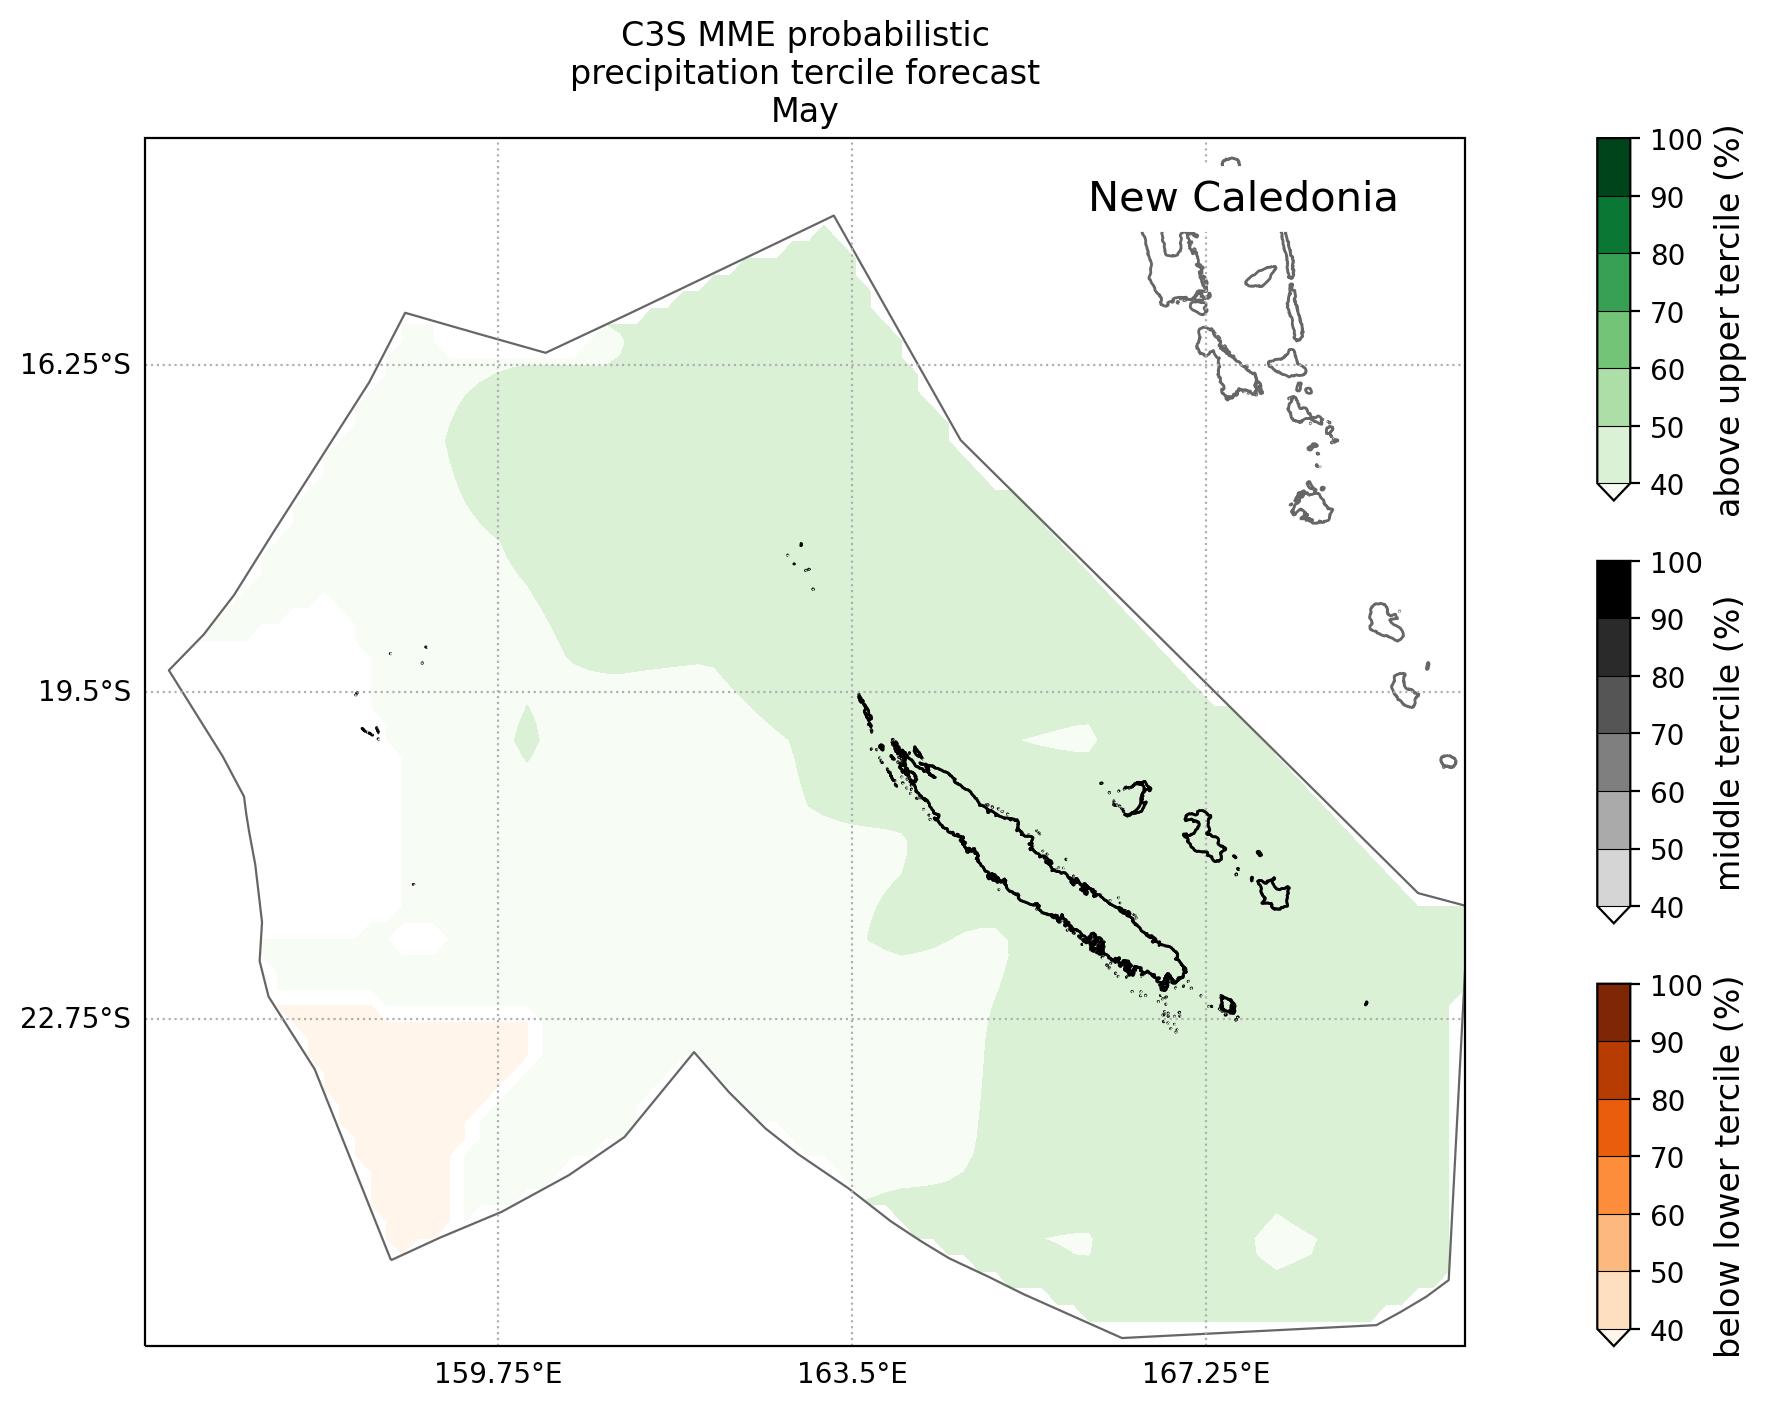 C3S MME probabilistic
precipitation tercile forecast
May
New Caledonia
16.25°S
19.5°S
22.75°S
159.75°E
163.5°E
167.25°E
100
90
80
70
60
50
40
above upper tercile (%)
100
90
80
70
60
50
40
middle tercile (%)
100
90
80
70
60
50
40
below lower tercile (%)